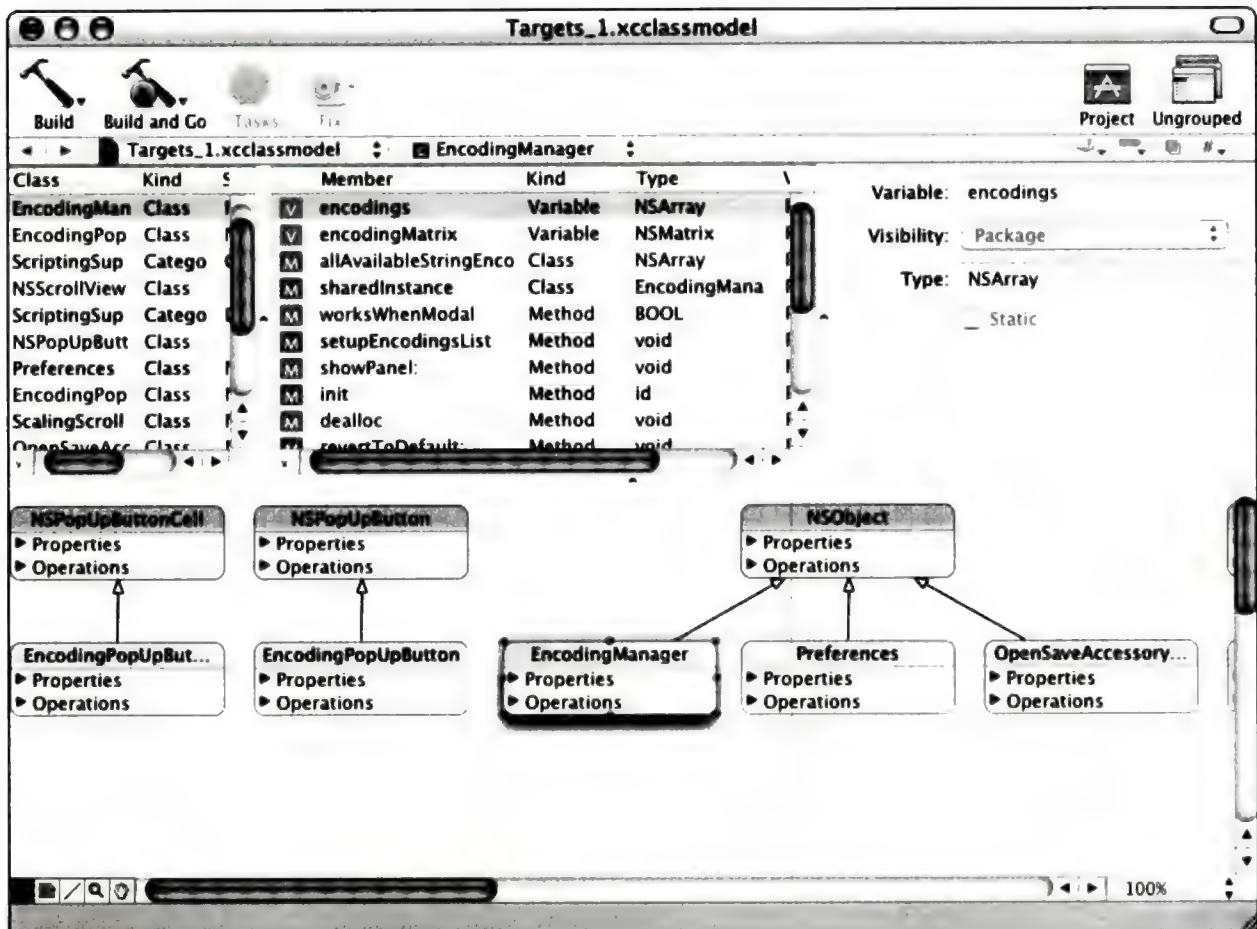 Targets_1.xcclassmodel
Build Build and Go Tasks Fix Project Ungrouped
Targets_1.xcclassmodel EncodingManager #
Class Kind S Member Kind Type V
EncodingMan Class V encodings Variable NSArray
EncodingPop Class V encodingMatrix Variable NSMatrix
ScriptingSup Catego M allAvailableStringEnco Class NSArray
NSScrollView Class M sharedInstance Class EncodingMana
ScriptingSup Catego M worksWhenModal Method BOOL
NSPopUpButt Class M setupEncodingsList Method void
Preferences Class M showPanel: Method void
EncodingPop Class M init Method id
ScalingScroll Class M dealloc Method void
OpenSaveAcc Class M revertToDefault: Method void
Variable: encodings
Visibility: Package
Type: NSArray
Static
NSPopUpButtonCell NSPopUpButton NSObject
Properties Properties Properties
Operations Operations Operations
EncodingPopUpBut... EncodingPopUpButton EncodingManager Preferences OpenSaveAccessory...
Properties Properties Properties Properties Properties
Operations Operations Operations Operations Operations
100%